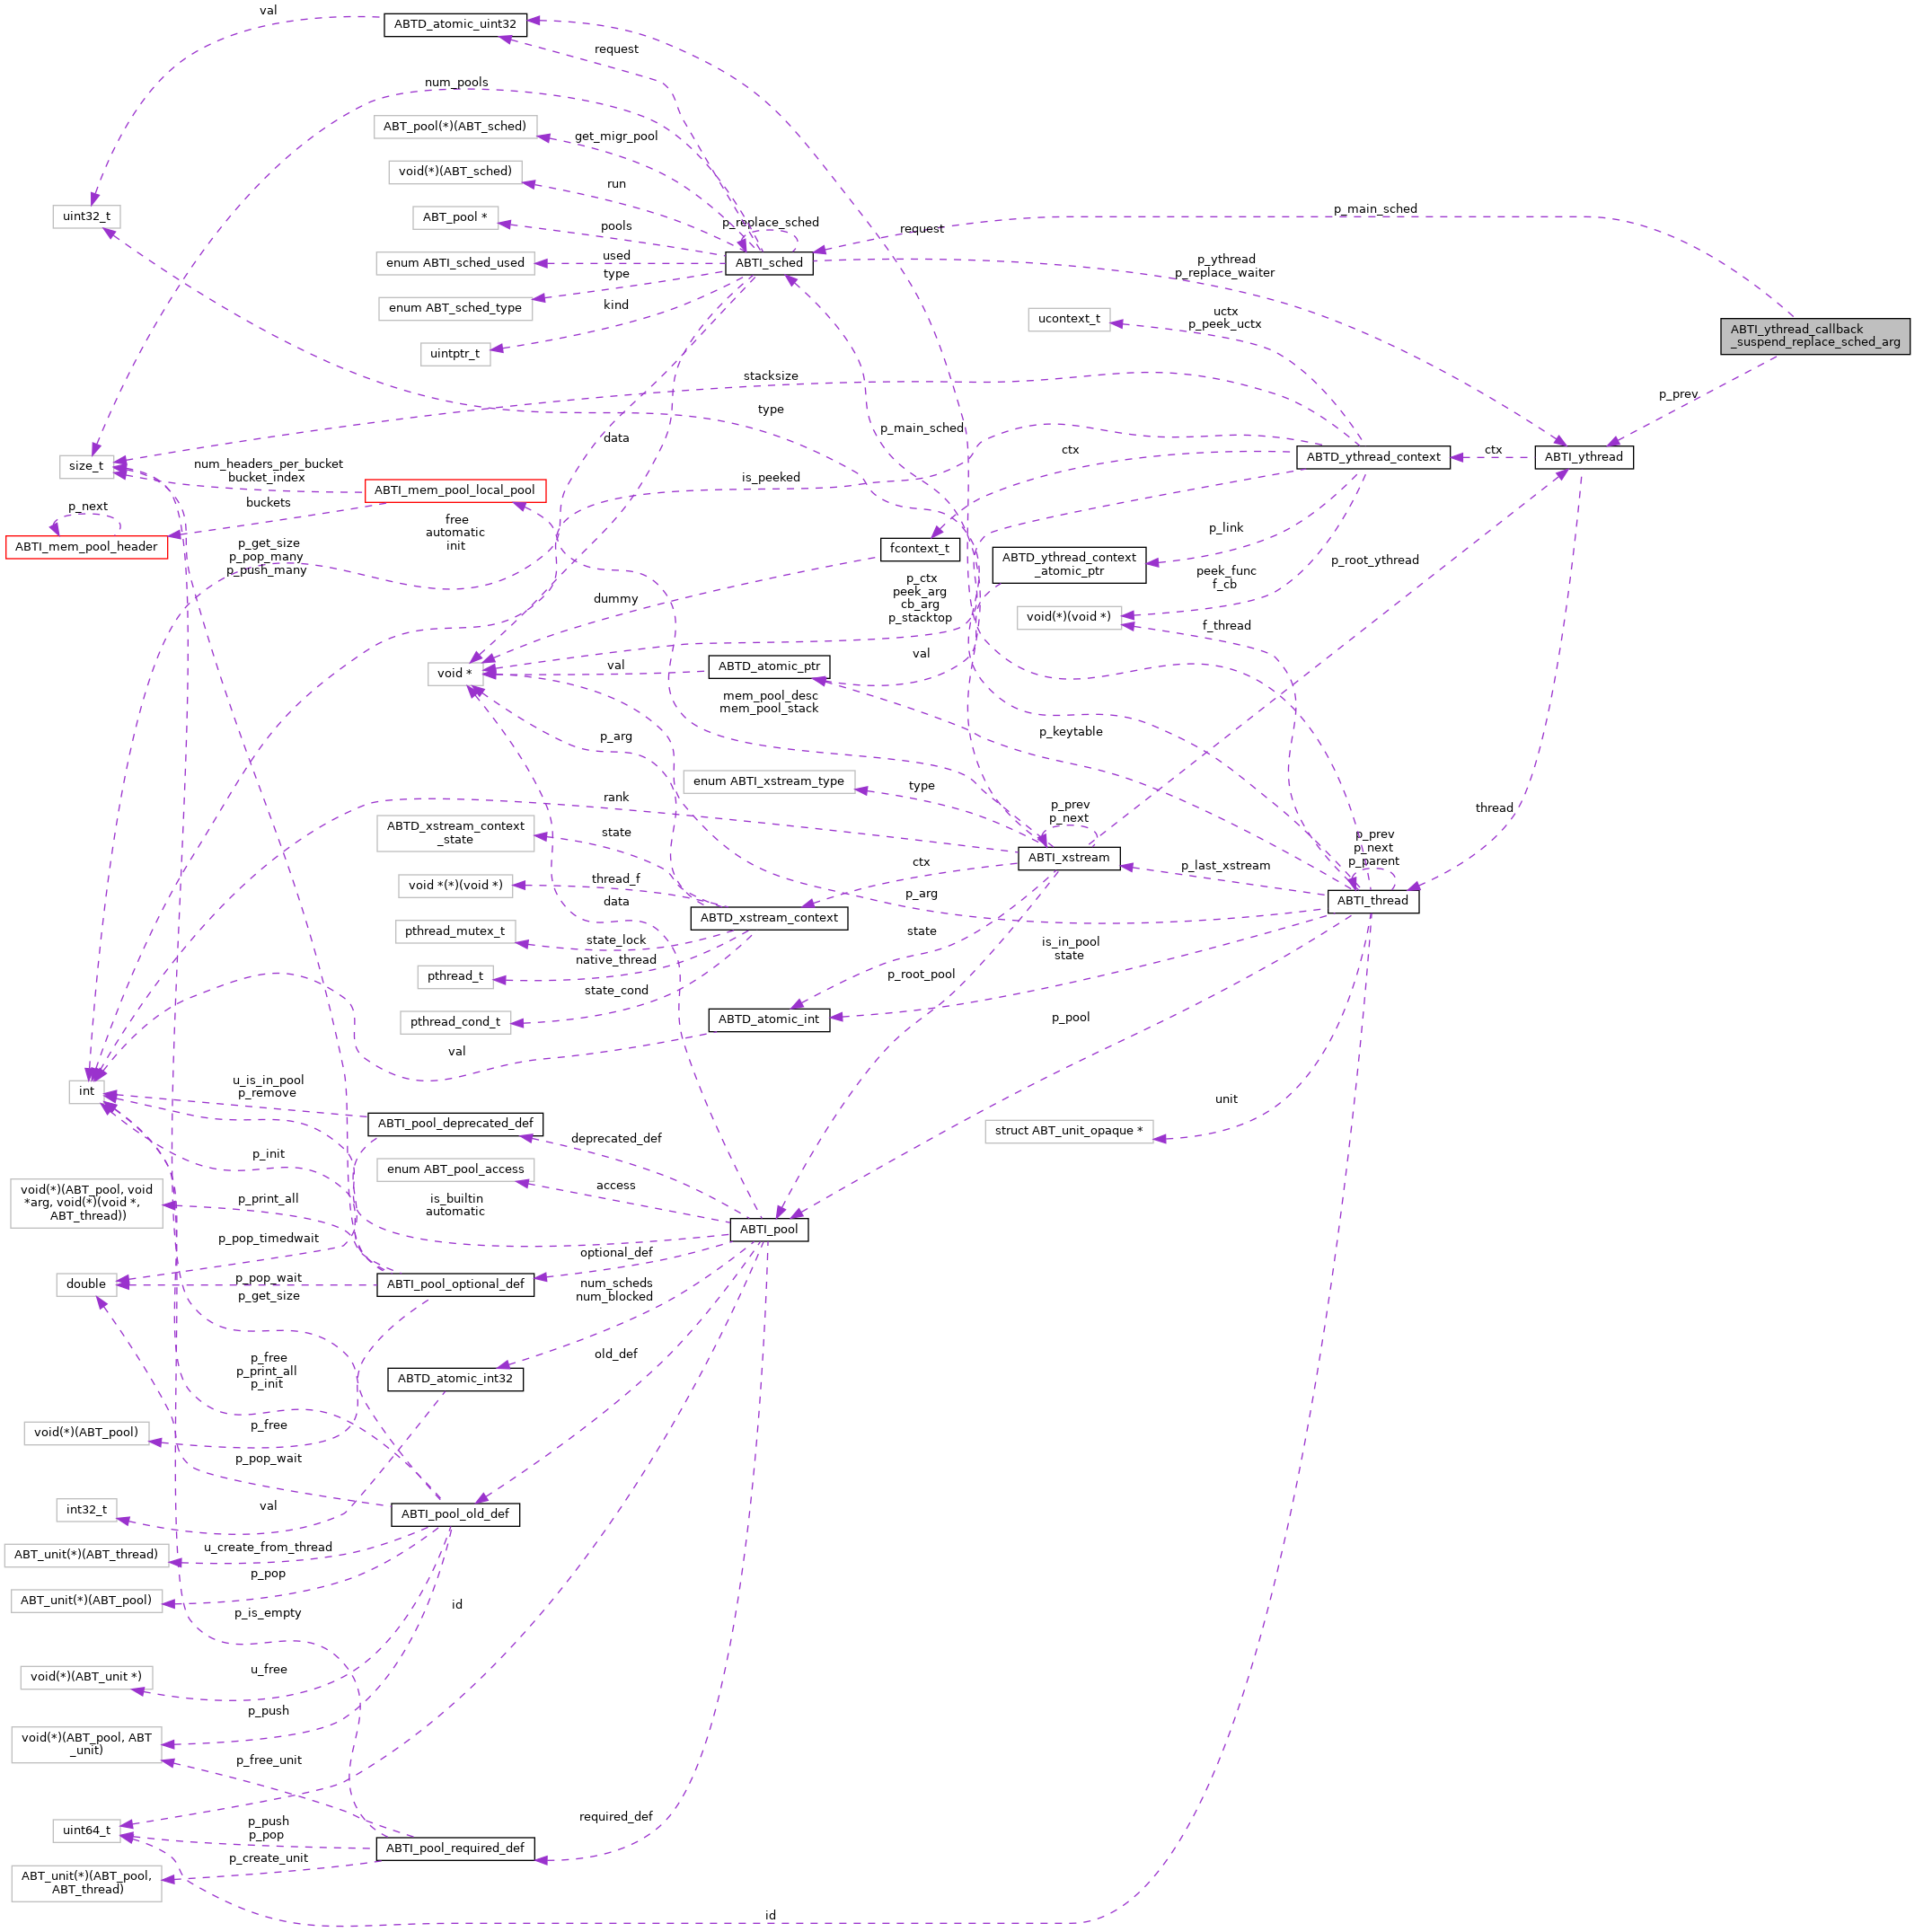 val
ABTD_atomic_uint32
request
num_pools
ABT_pool(*)(ABT_sched)
get_migr_pool
void(*)(ABT_sched)
run
uint32_t
ABT_pool *
pools
p_replace_sched
p_main_sched
request
enum ABTI_sched_used
used
ABTI_sched
p_ythread
p_replace_waiter
type
enum ABT_sched_type
kind
ucontext_t
uctx
p_peek_uctx
ABTI_ythread_callback
_suspend_replace_sched_arg
uintptr_t
stacksize
p_prev
type
p_main_sched
data
ctx
ABTD_ythread_context
ctx
ABTI_ythread
size_t
num_headers_per_bucket
bucket_index
is_peeked
ABTI_mem_pool_local_pool
buckets
p_next
ABTI_mem_pool_header
free
automatic
init
p_get_size
p_pop_many
p_push_many
p_link
fcontext_t
ABTD_ythread_context
_atomic_ptr
p_root_ythread
peek_func
f_cb
dummy
p_ctx
peek_arg
cb_arg
p_stacktop
void(*)(void *)
f_thread
val
ABTD_atomic_ptr
val
void *
mem_pool_desc
mem_pool_stack
p_arg
p_keytable
enum ABTI_xstream_type
type
rank
p_prev
p_next
thread
ABTD_xstream_context
_state
state
p_prev
p_next
p_parent
ABTI_xstream
ctx
p_last_xstream
void *(*)(void *)
thread_f
data
p_arg
ABTI_thread
ABTD_xstream_context
pthread_mutex_t
state_lock
state
is_in_pool
state
native_thread
pthread_t
p_root_pool
state_cond
pthread_cond_t
ABTD_atomic_int
p_pool
val
int
u_is_in_pool
p_remove
unit
ABTI_pool_deprecated_def
deprecated_def
struct ABT_unit_opaque *
p_init
enum ABT_pool_access
access
void(*)(ABT_pool, void
*arg, void(*)(void *,
ABT_thread))
p_print_all
is_builtin
automatic
ABTI_pool
p_pop_timedwait
optional_def
double
p_pop_wait
p_get_size
ABTI_pool_optional_def
num_scheds
num_blocked
old_def
p_free
p_print_all
p_init
ABTD_atomic_int32
void(*)(ABT_pool)
p_free
p_pop_wait
int32_t
val
ABTI_pool_old_def
ABT_unit(*)(ABT_thread)
u_create_from_thread
p_pop
ABT_unit(*)(ABT_pool)
p_is_empty
id
void(*)(ABT_unit *)
u_free
p_push
void(*)(ABT_pool, ABT
_unit)
p_free_unit
required_def
uint64_t
p_push
p_pop
ABTI_pool_required_def
p_create_unit
ABT_unit(*)(ABT_pool,
ABT_thread)
id